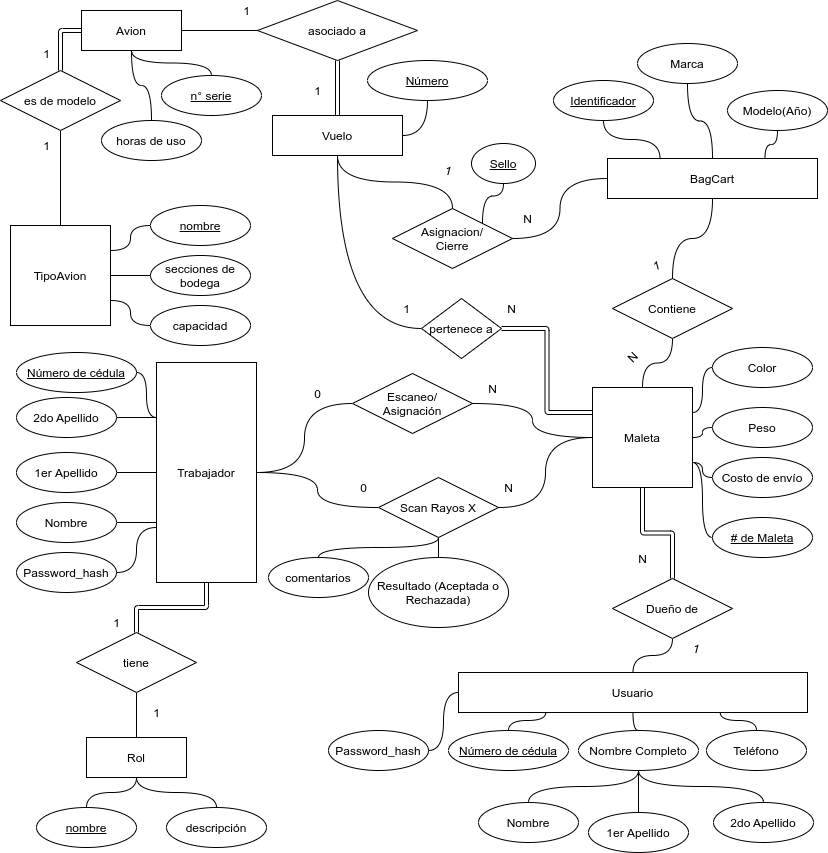 1
Avion
asociado a
1
es de modelo
n° serie
1
Número
horas de uso
Vuelo
1
Marca
Identificador
Modelo(Año)
BagCart
1
Sello
N
Asignacion/
Cierre
TipoAvion
nombre
secciones de
bodega
capacidad
1
Contiene
1
N
pertenece a
N
Número de cédula
2do Apellido
1er Apellido
Nombre
Password_hash
Trabajador
0
Escaneo/
Asignación
N
Maleta
Color
Peso
Costo de envío
# de Maleta
0
Scan Rayos X
N
comentarios
Resultado (Aceptada o
Rechazada)
N
Dueño de
1
1
tiene
1
Rol
nombre
descripción
Usuario
Password_hash
Número de cédula
Nombre Completo
Teléfono
Nombre
1er Apellido
2do Apellido